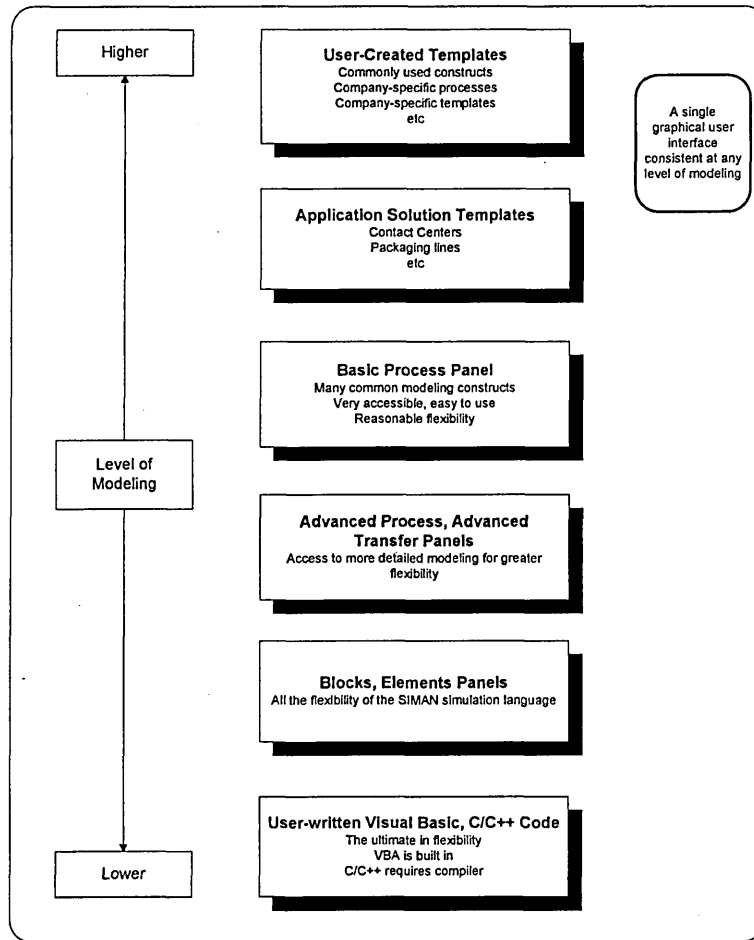 Higher
User-Created Templates
Commonly used constructs
Company-specific processes
Company-specific templates
etc
A single
graphical user
interface
consistent at any
level of modeling
Application Solution Templates
Contact Centers
Packaging lines
etc
Basic Process Panel
Many common modeling constructs
Very accessible, easy to use
Reasonable flexibility
Level of
Modeling
Advanced Process, Advanced
Transfer Panels
Access to more detailed modeling for greater
flexibility
Blocks, Elements Panels
All the flexibility of the SIMAN simulation language
User-written Visual Basic, C/C++ Code
The ultimate in flexibility
VBA is built in
C/C++ requires compiler
Lower